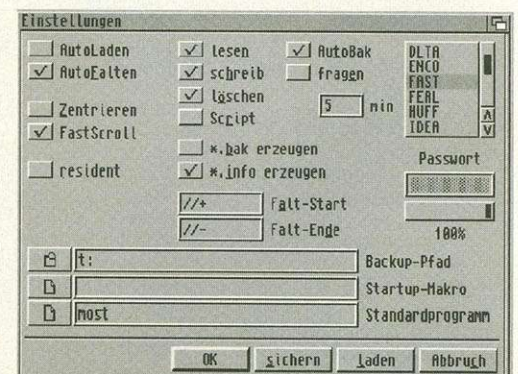 Einstellungen
AutoLaden
AutoFalten
Zentrieren
FastScroll
resident
lesen
schreib
löschen
Script
AutoBak
fragen
5 min
*.bak erzeugen
*.info erzeugen
//+ Falt-Start
//- Falt-Ende
DLTA
ENCO
FAST
FEAL
HUFF
IDEA
Passwort
100%
t: Backup-Pfad
Startup-Makro
most Standardprogramm
OK sichern Laden Abbruch